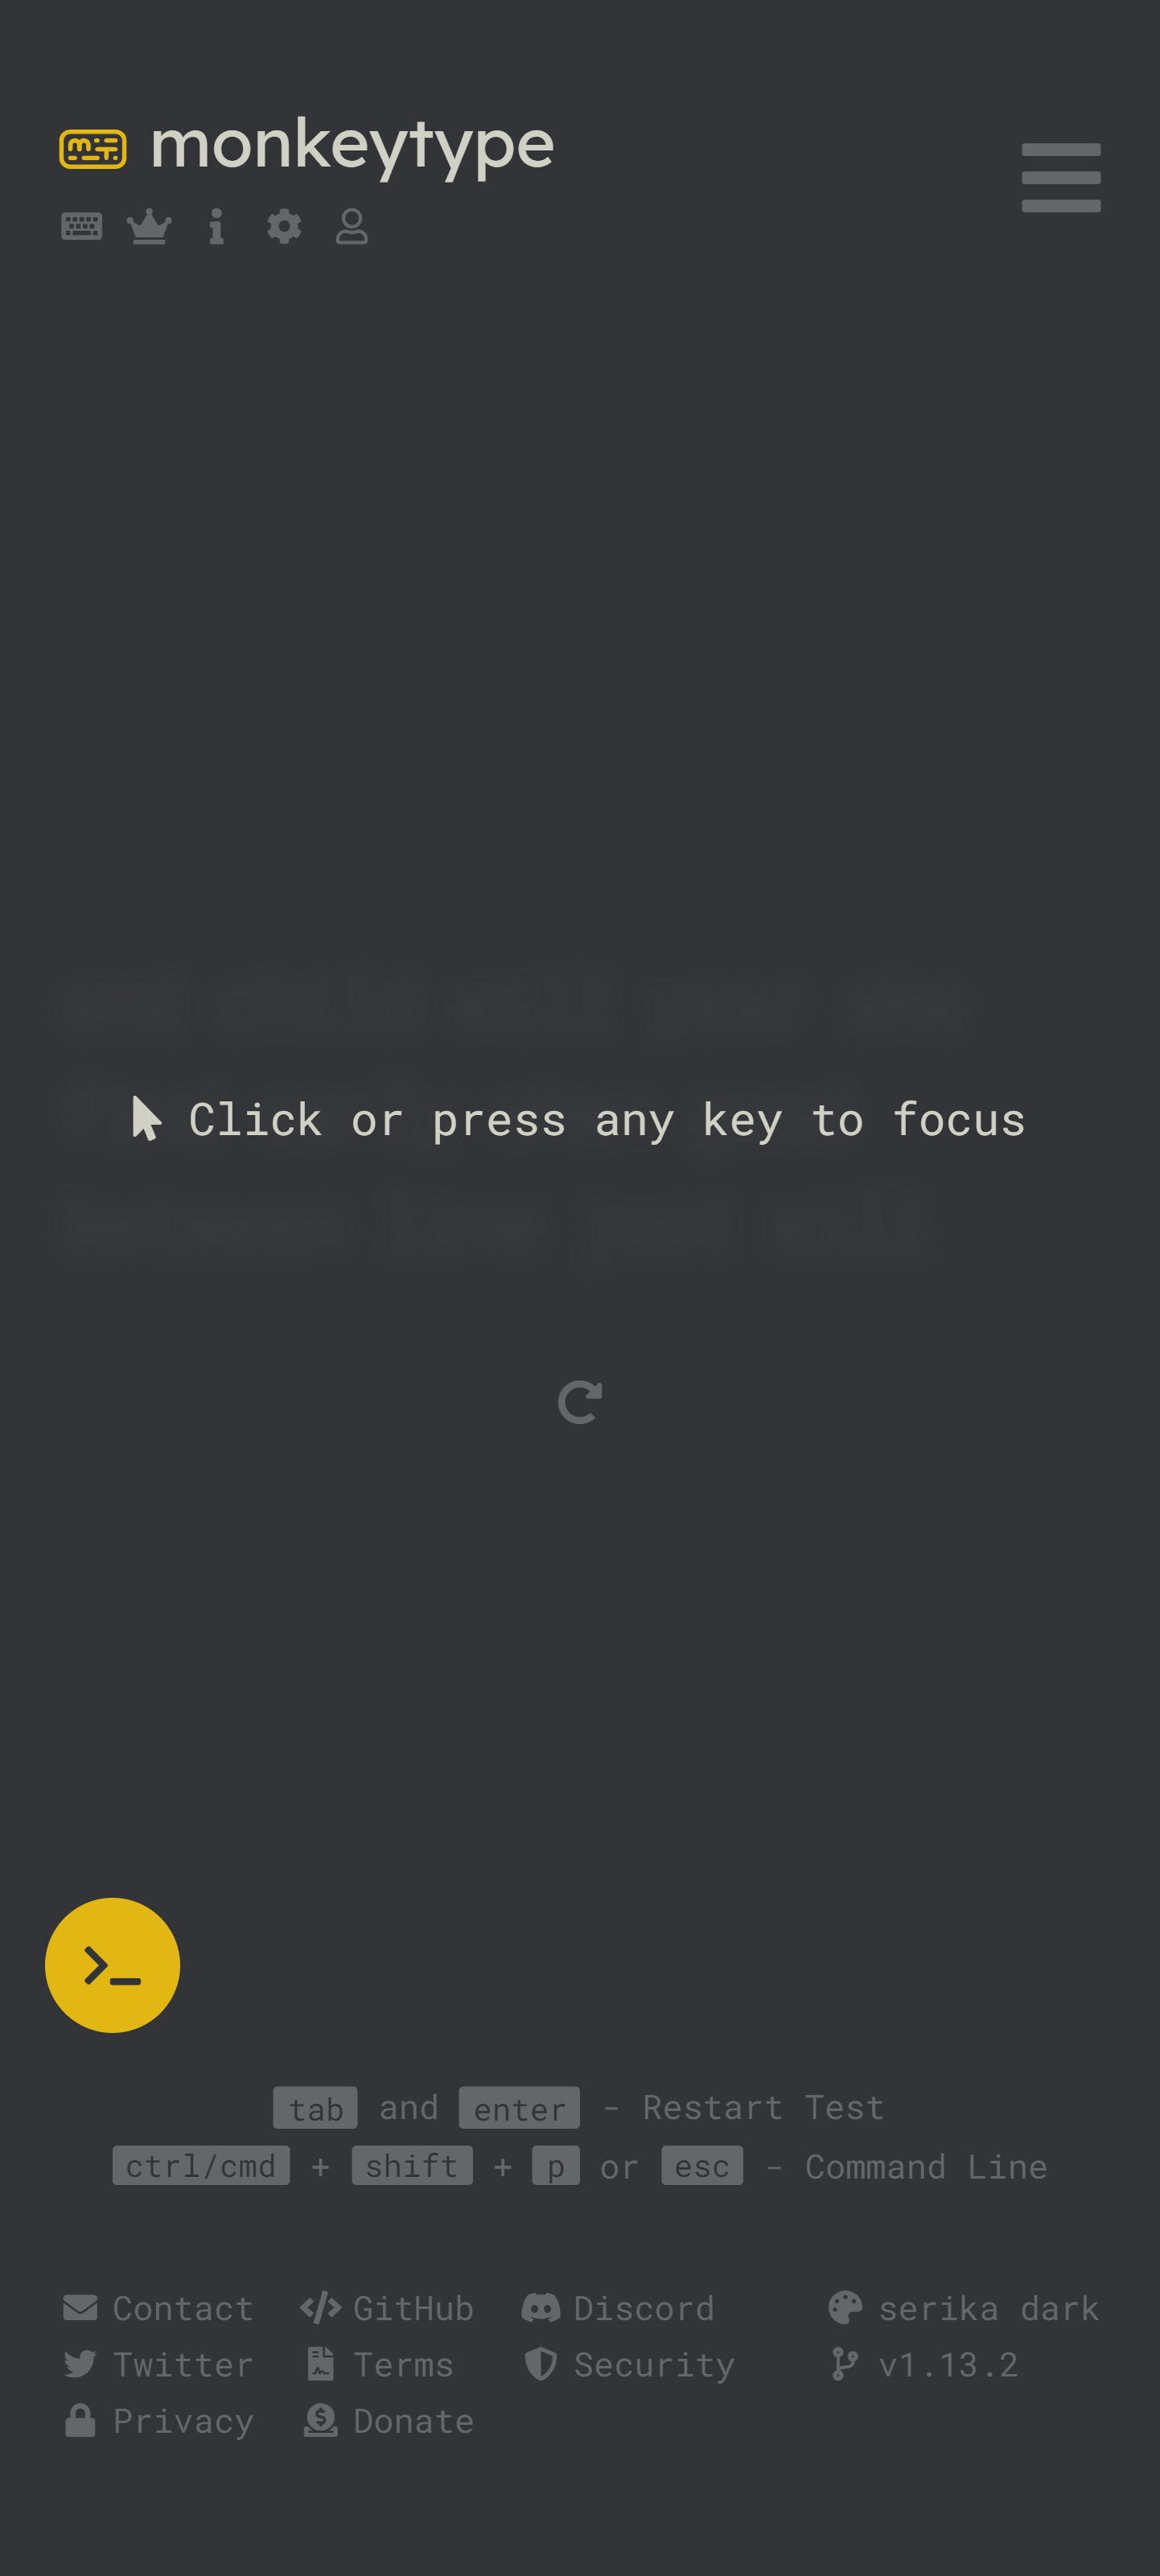 monkeytype
Click or press any key to focus
tab and enter - Restart Test
ctrl/cmd + shift + p or esc - Command Line
Contact GitHub Discord serika dark
Twitter Terms Security v1.13.2
Privacy Donate